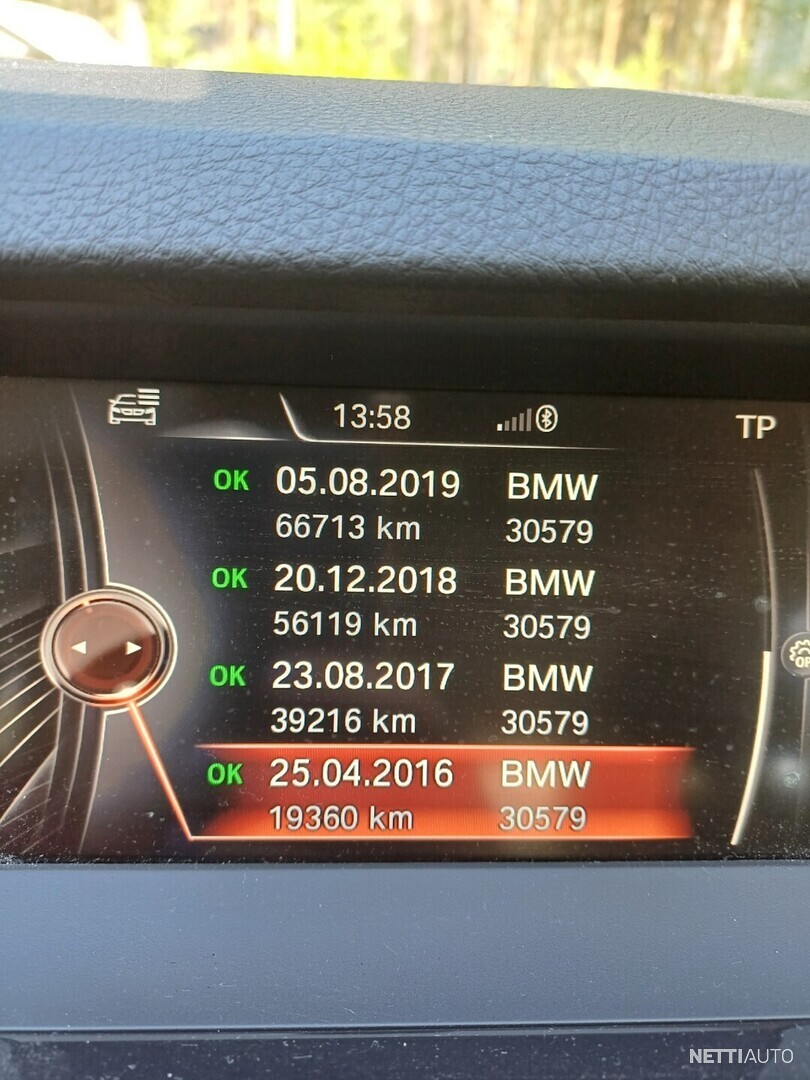 13:58
TP
OK 05.08.2019 BMW
66713 km 30579
OK 20.12.2018 BMW
56119 km 30579
OK 23.08.2017 BMW
39216 km 30579
OK 25.04.2016 BMW
19360 km 30579
NETTIAUTO